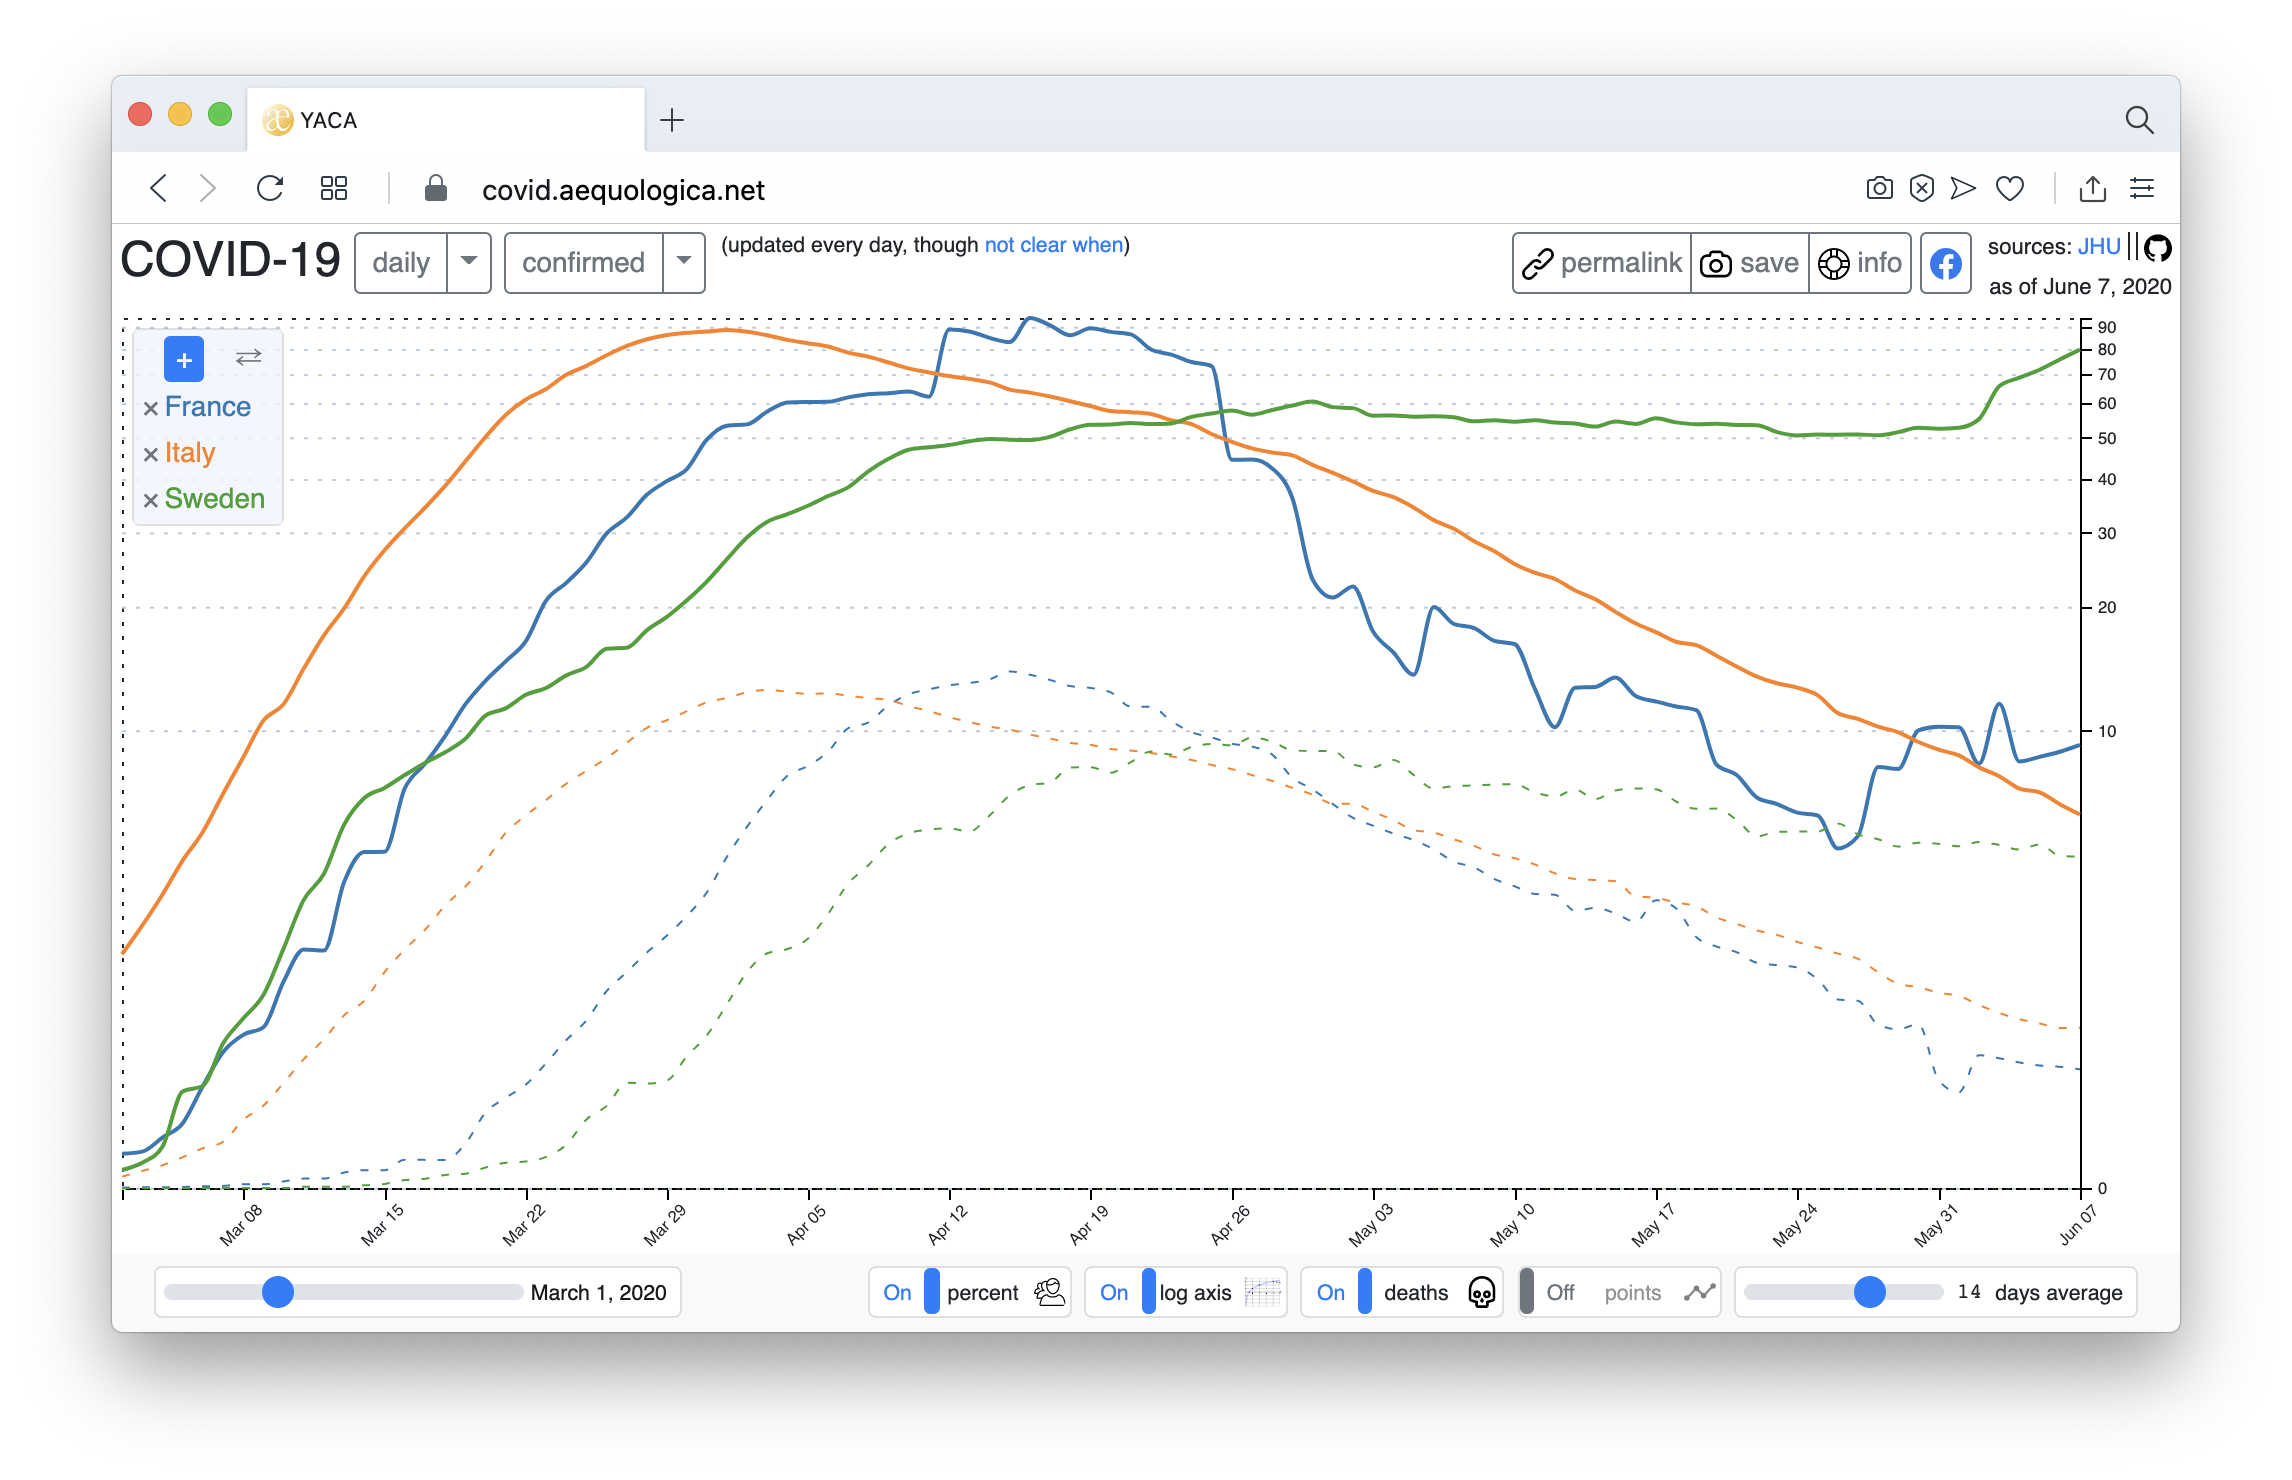 æ YACA
covid.aequologica.net
COVID-19 daily confirmed (updated every day, though not clear when) permalink save info sources: JHU ||
as of June 7, 2020
+
× France
× Italy
× Sweden
90
80
70
60
50
40
30
20
10
0
Mar 08 Mar 15 Mar 22 Mar 29 Apr 05 Apr 12 Apr 19 Apr 26 May 03 May 10 May 17 May 24 May 31 Jun 07
March 1, 2020 On percent On log axis On deaths Off points 14 days average